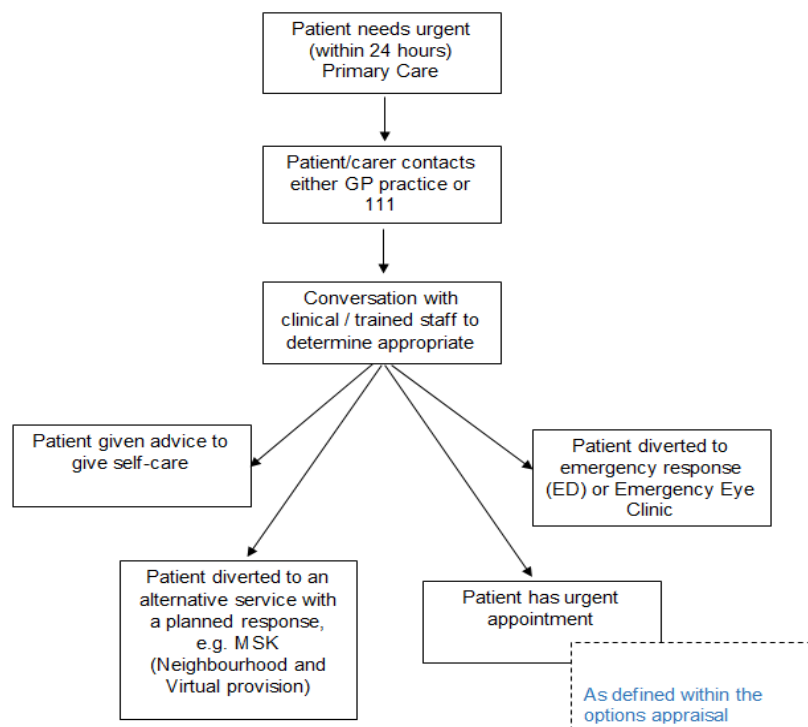 Patient needs urgent
(within 24 hours)
Primary Care
Patient/carer contacts
either GP practice or
111
Conversation with
clinical / trained staff to
determine appropriate
Patient given advice to
give self-care
Patient diverted to
emergency response
(ED) or Emergency Eye
Clinic
Patient diverted to an
alternative service with
a planned response,
e.g. MSK
(Neighbourhood and
Virtual provision)
Patient has urgent
appointment
As defined within the
options appraisal